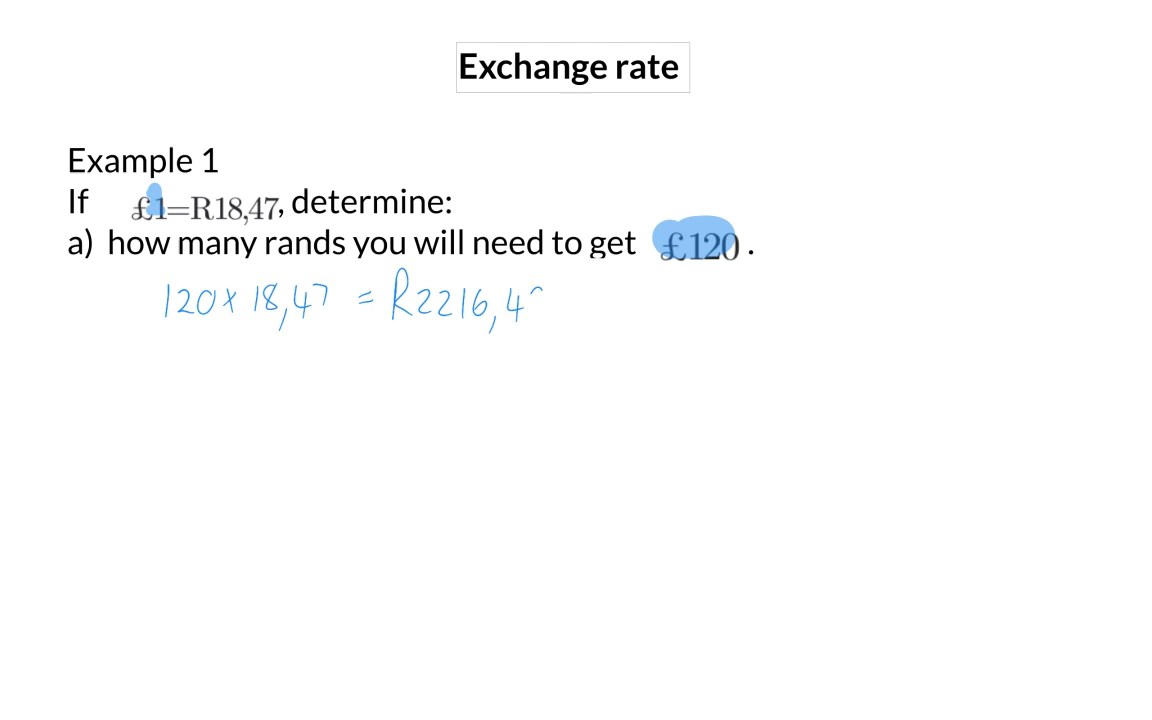 Exchange rate
Example 1
If £1=R18,47, determine:
a) how many rands you will need to get £120 .
120 x 18,47 = R2216,4